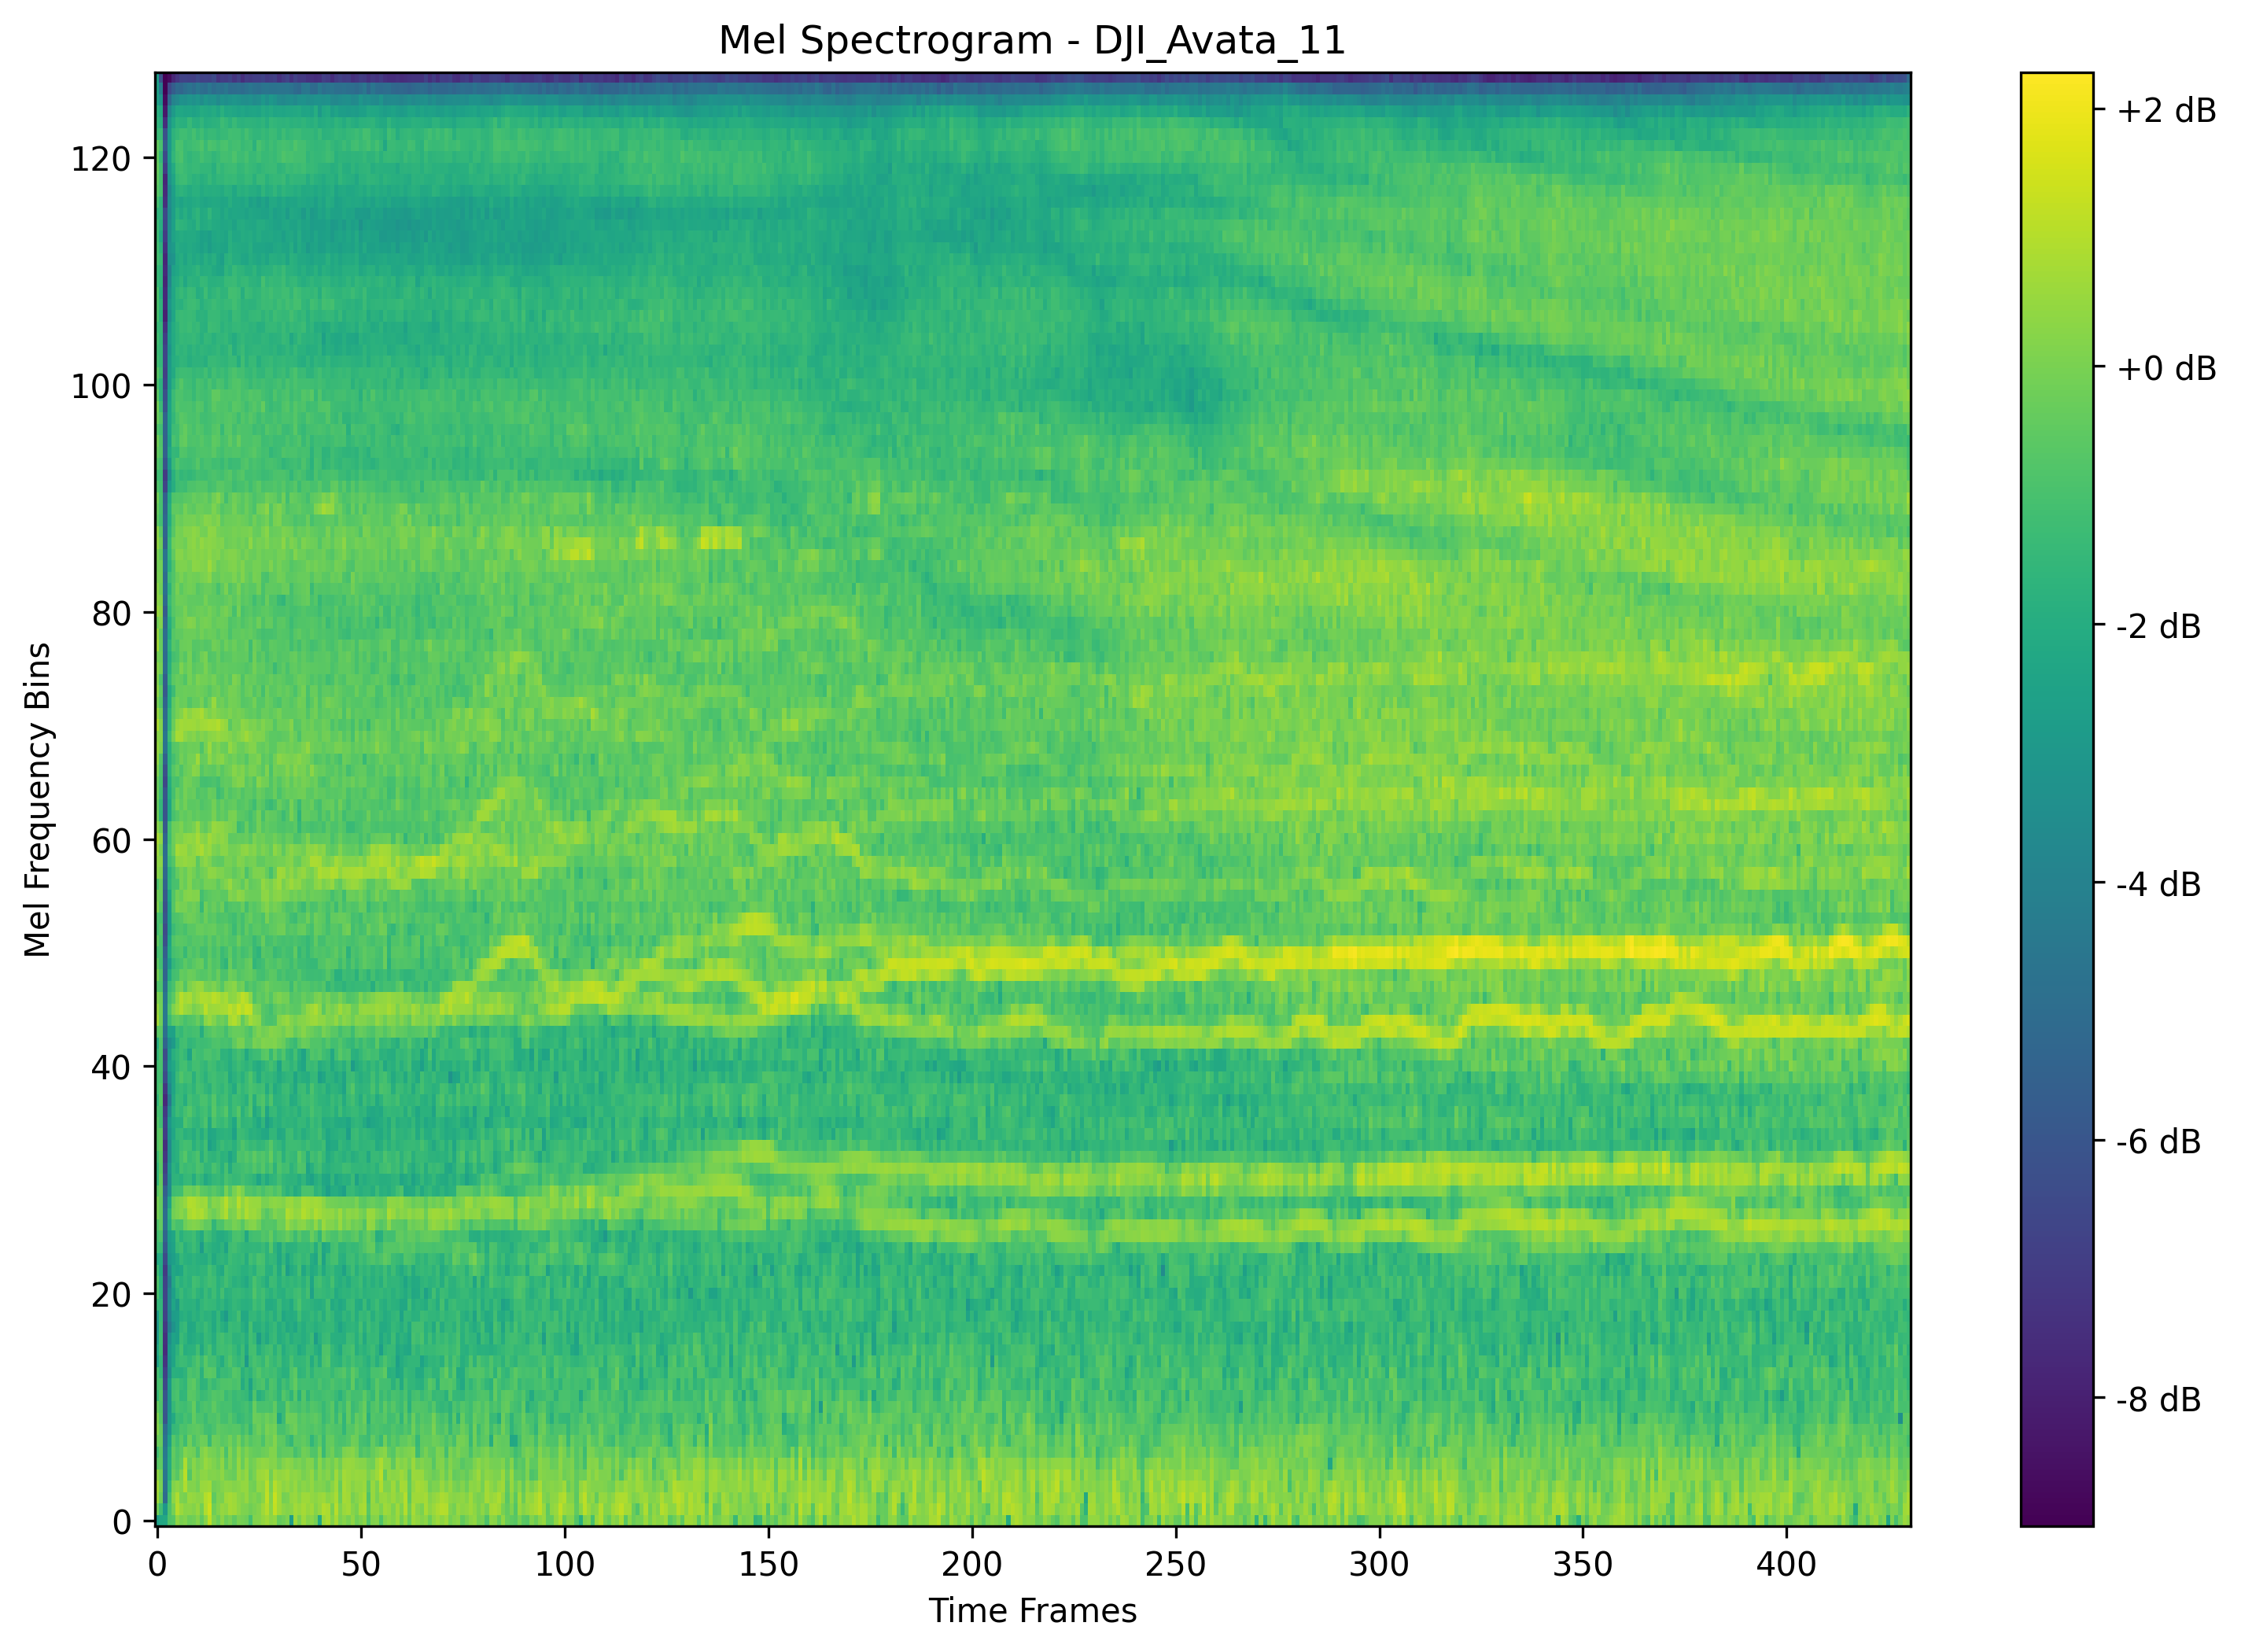 Mel Spectrogram - DJI_Avata_11
Mel Frequency Bins
120
100
80
60
40
20
0
0 50 100 150 200 250 300 350 400
Time Frames
+2 dB
+0 dB
-2 dB
-4 dB
-6 dB
-8 dB